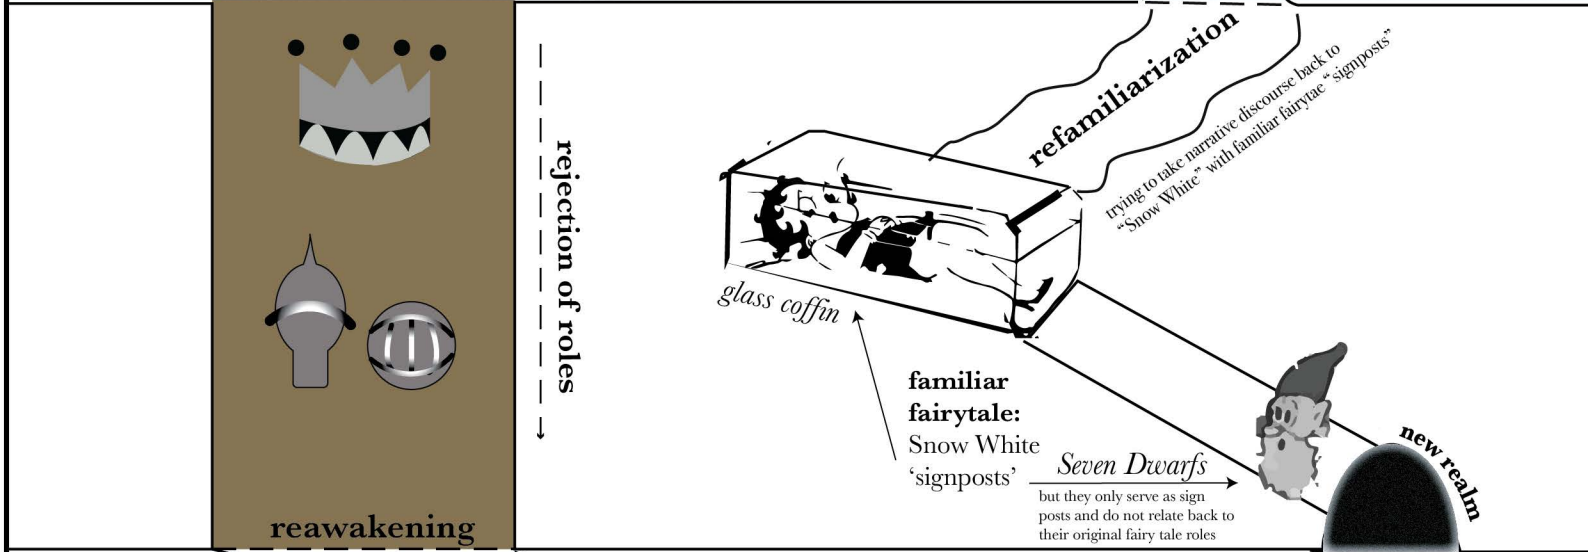 reawakening
rejection of roles
refamiliarization
trying to take narrative discourse back to
“Snow White” with familiar fairytae “signposts”
glass coffin
familiar
fairytale:
Snow White
‘signposts’
Seven Dwarfs
but they only serve as sign
posts and do not relate back to
their original fairy tale roles
new realm